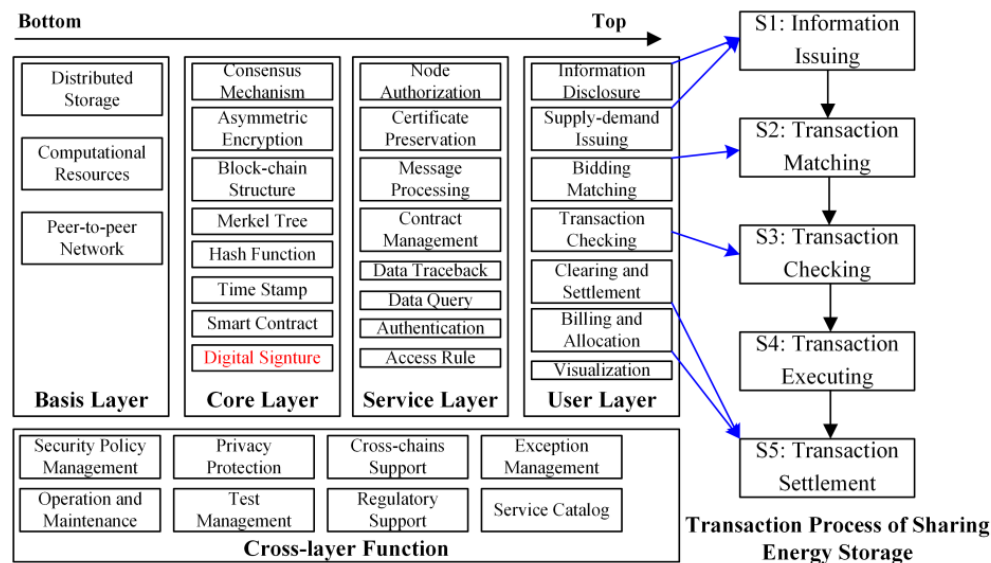 Bottom
Top
Distributed
Storage
Computational
Resources
Peer-to-peer
Network
Basis Layer
Consensus
Mechanism
Asymmetric
Encryption
Block-chain
Structure
Merkel Tree
Hash Function
Time Stamp
Smart Contract
Digital Signture
Core Layer
Node
Authorization
Certificate
Preservation
Message
Processing
Contract
Management
Data Traceback
Data Query
Authentication
Access Rule
Service Layer
Information
Disclosure
Supply-demand
Issuing
Bidding
Matching
Transaction
Checking
Clearing and
Settlement
Billing and
Allocation
Visualization
User Layer
Security Policy
Management
Privacy
Protection
Cross-chains
Support
Exception
Management
Operation and
Maintenance
Test
Management
Regulatory
Support
Service Catalog
Cross-layer Function
S1: Information
Issuing
S2: Transaction
Matching
S3: Transaction
Checking
S4: Transaction
Executing
S5: Transaction
Settlement
Transaction Process of Sharing
Energy Storage